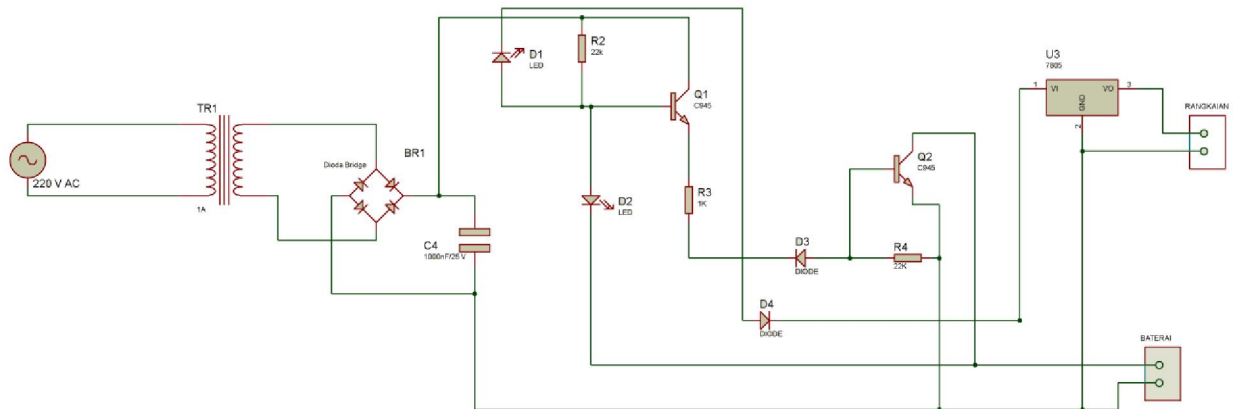 220 V AC
TR1
1A
Dioda Bridge
BR1
C4
1000nF/25 V
D1
LED
R2
22k
Q1
C945
D2
LED
R3
1K
D3
DIODE
D4
DIODE
Q2
C945
R4
22K
U3
7805
1
VI
VO
3
GND
2
RANGKAIAN
BATERAI